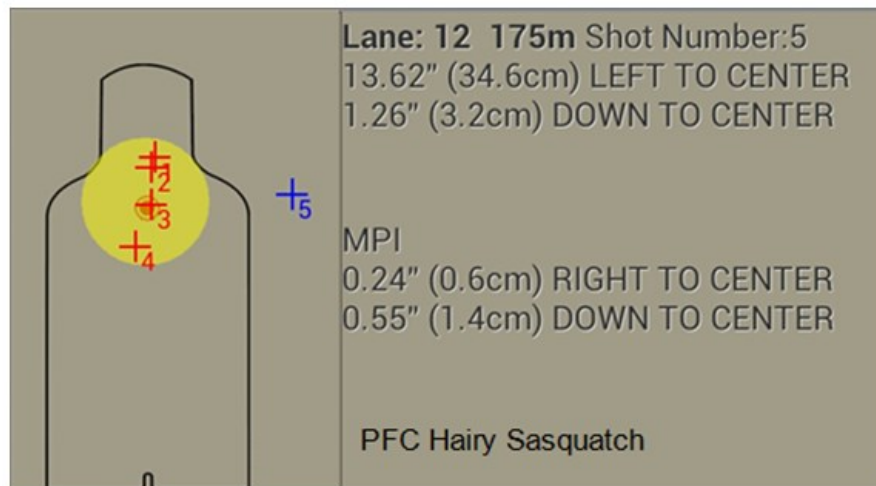 Lane: 12 175m Shot Number:5
13.62" (34.6cm) LEFT TO CENTER
1.26" (3.2cm) DOWN TO CENTER
1
2
3
4
5
MPI
0.24" (0.6cm) RIGHT TO CENTER
0.55" (1.4cm) DOWN TO CENTER
PFC Hairy Sasquatch